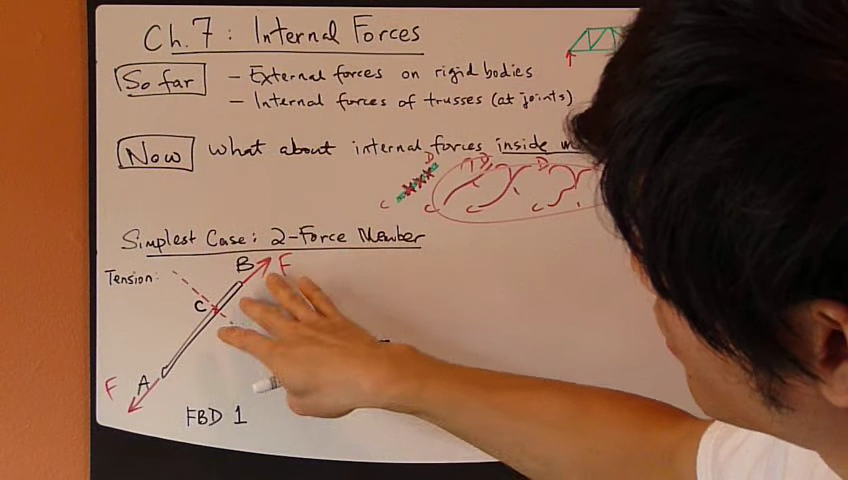 Ch.7: Internal Forces
So far
- External forces on rigid bodies
- Internal forces of trusses (at joints)
Now
What about internal forces inside
D D D
C C C C
Simplest Case: 2-Force Member
Tension:
B F
C
F A
FBD 1